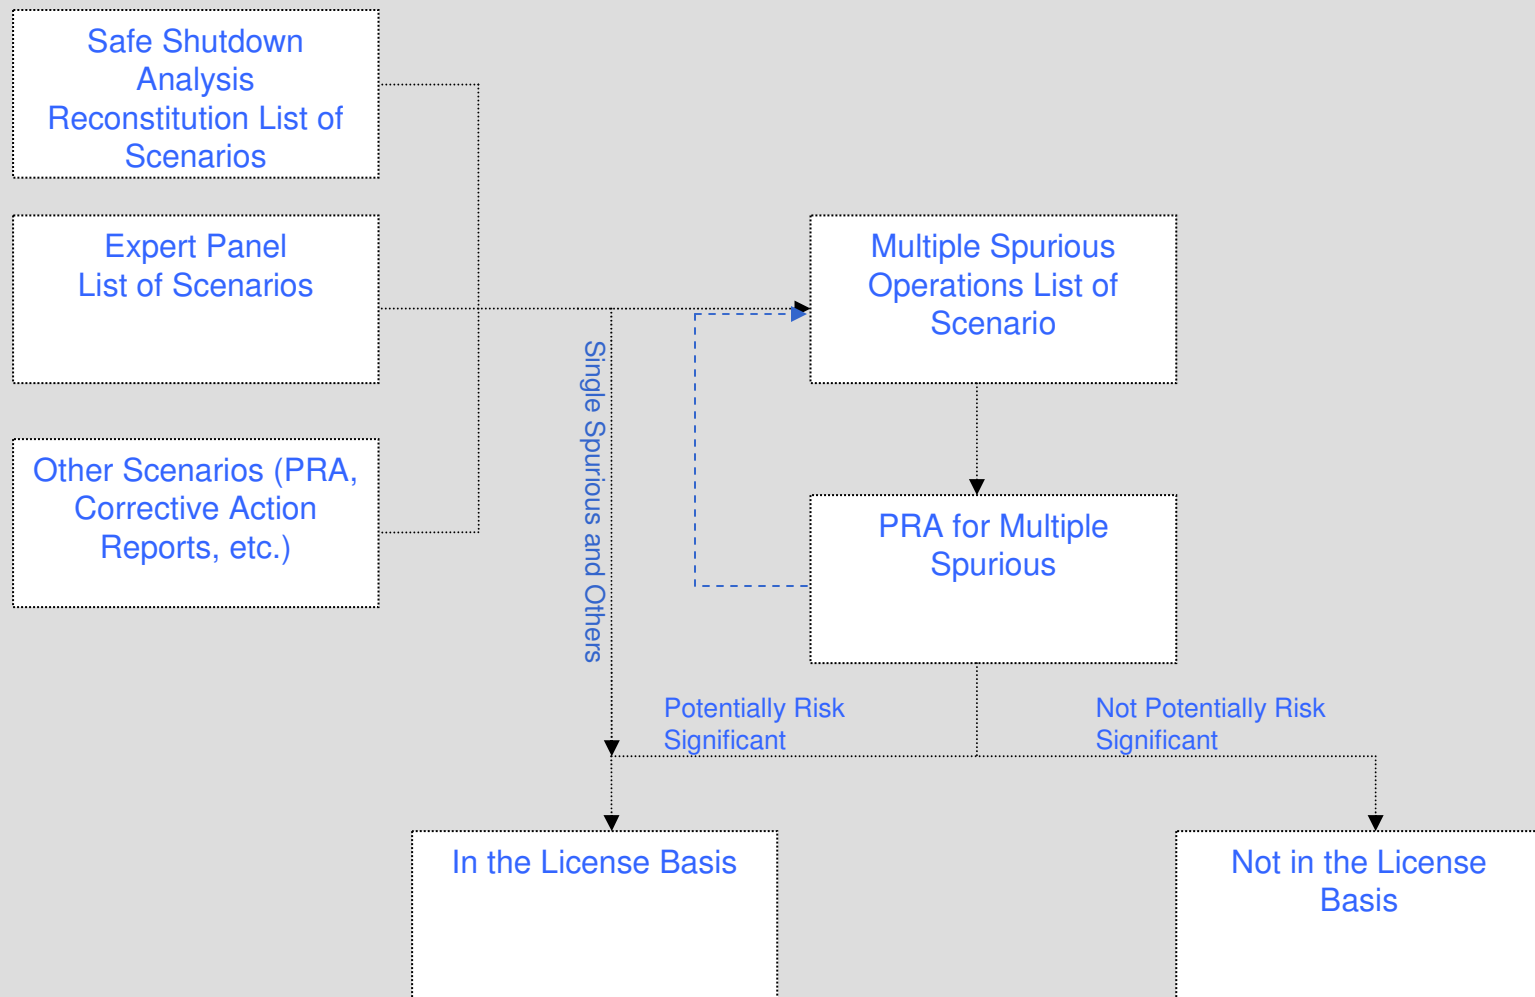 Safe Shutdown
Analysis
Reconstitution List of
Scenarios
Expert Panel
List of Scenarios
Multiple Spurious
Operations List of
Scenario
Single Spurious and Others
Other Scenarios (PRA,
Corrective Action
Reports, etc.)
PRA for Multiple
Spurious
Potentially Risk
Significant
Not Potentially Risk
Significant
In the License Basis
Not in the License
Basis